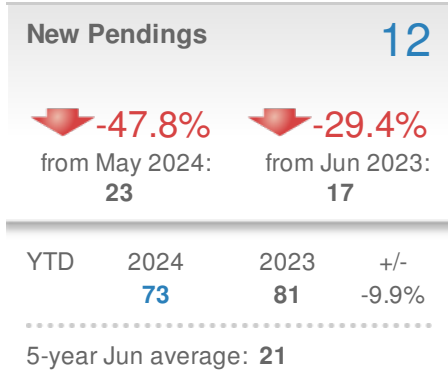 New Pendings 12
-47.8% -29.4%
from May 2024: from Jun 2023:
23 17
YTD 2024 2023 +/-
73 81 -9.9%
5-year Jun average: 21